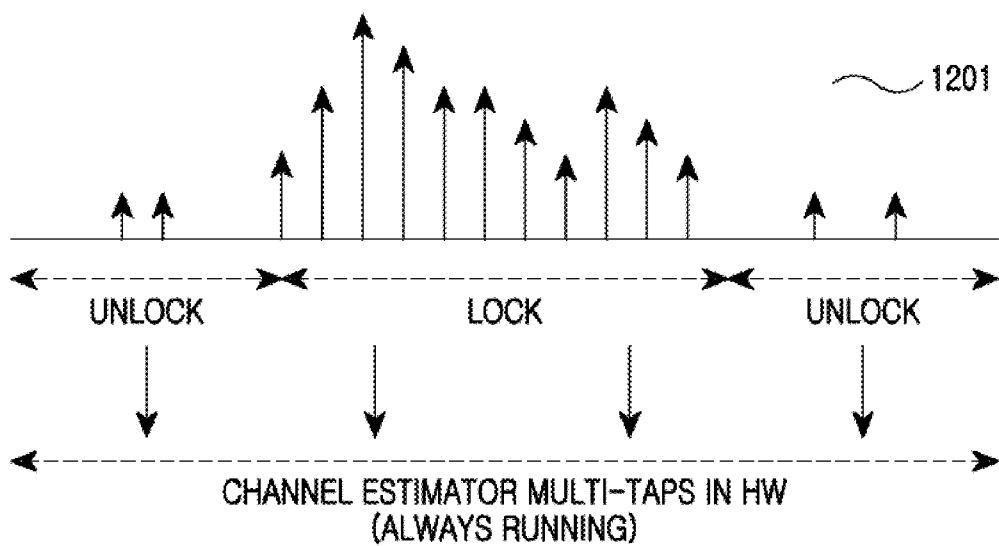 1201
UNLOCK LOCK UNLOCK
CHANNEL ESTIMATOR MULTI-TAPS IN HW
(ALWAYS RUNNING)